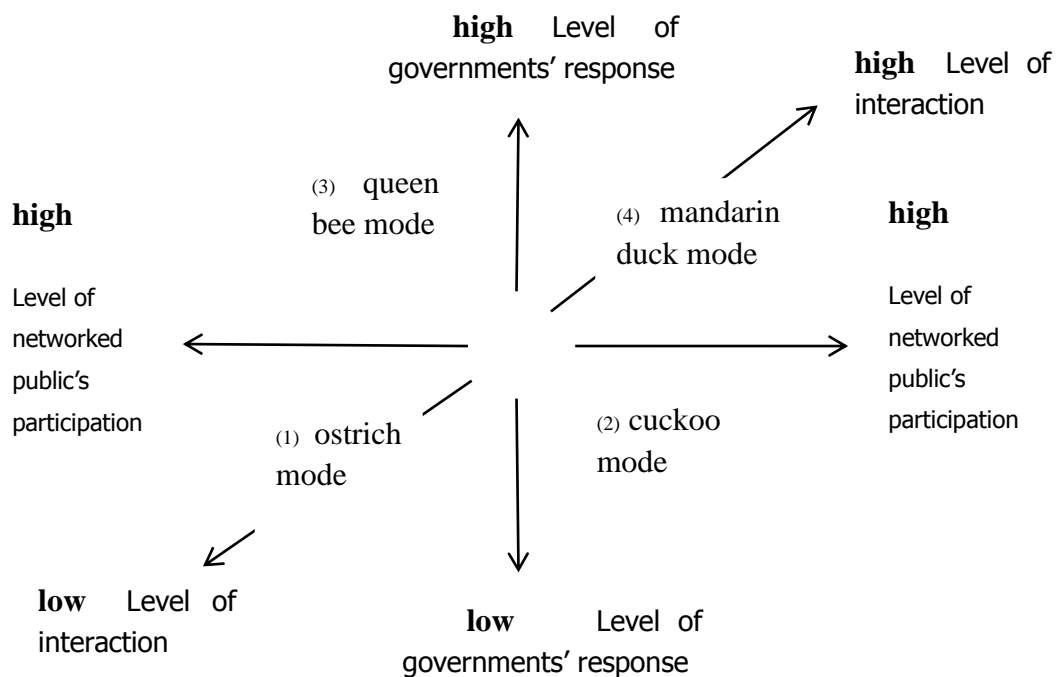 high Level of
governments’ response
high Level of
interaction
(3) queen
bee mode
(4) mandarin
duck mode
high
Level of
networked
public’s
participation
high
Level of
networked
public’s
participation
(1) ostrich
mode
(2) cuckoo
mode
low Level of
interaction
low Level of
governments’ response